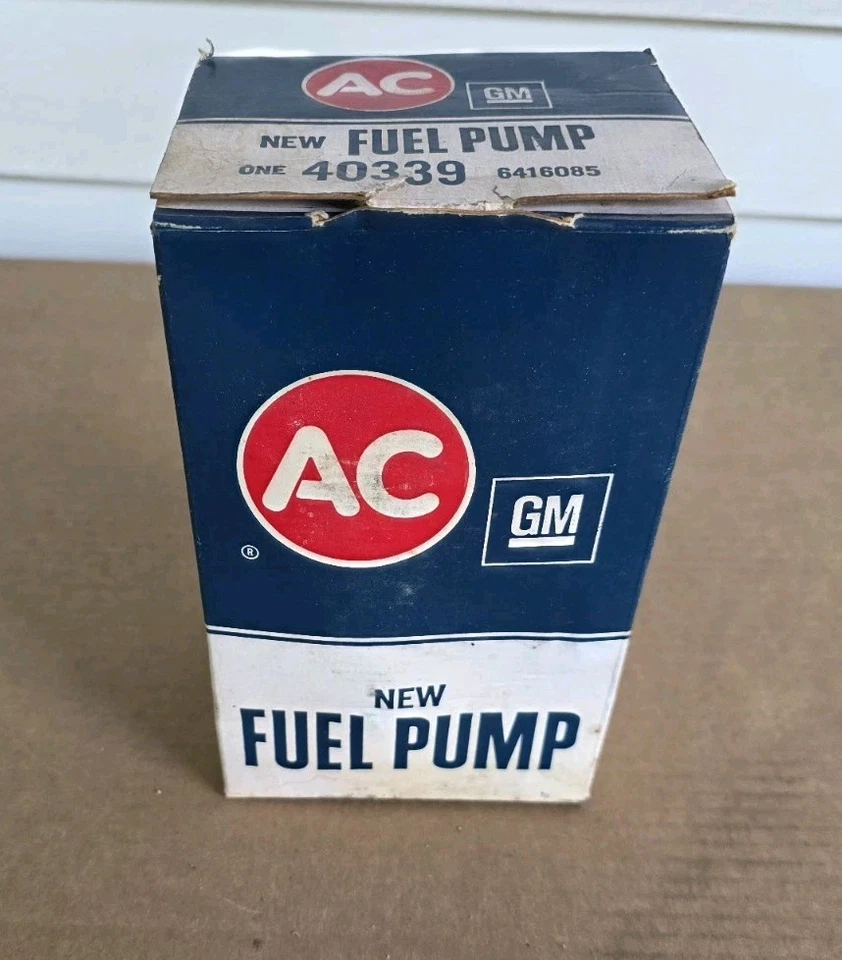 AC GM
NEW FUEL PUMP
ONE 40339 6416085
AC
GM
®
NEW
FUEL PUMP